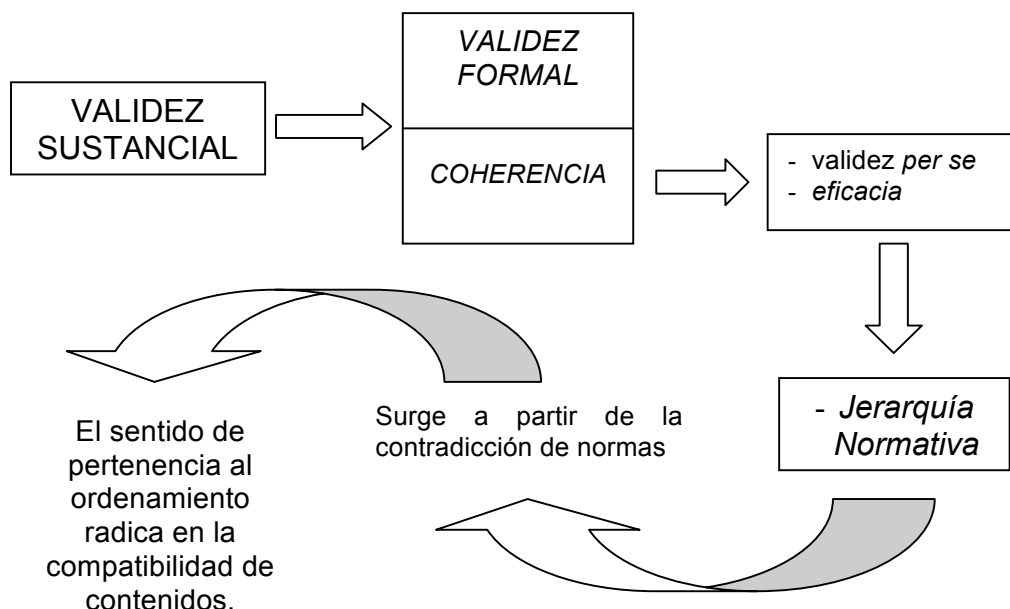 VALIDEZ
SUSTANCIAL
VALIDEZ
FORMAL
COHERENCIA
- validez per se
- eficacia
- Jerarquía
Normativa
Surge a partir de la
contradicción de normas
El sentido de
pertenencia al
ordenamiento
radica en la
compatibilidad de
contenidos.